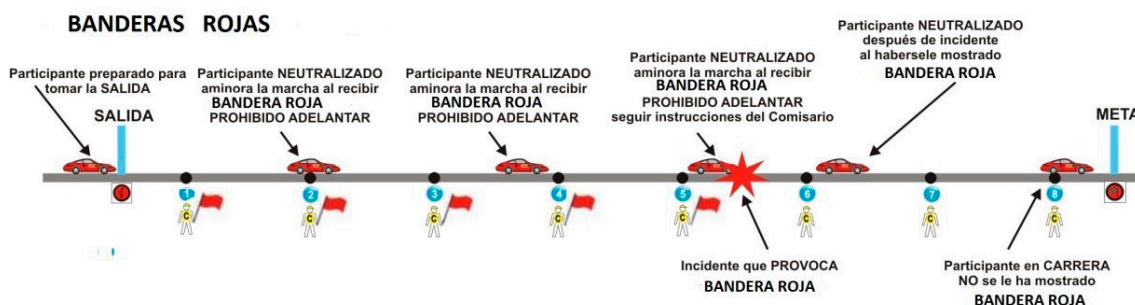 BANDERAS ROJAS
Participante preparado para
tomar la SALIDA
SALIDA
Participante NEUTRALIZADO
aminora la marcha al recibir
BANDERA ROJA
PROHIBIDO ADELANTAR
Participante NEUTRALIZADO
aminora la marcha al recibir
BANDERA ROJA
PROHIBIDO ADELANTAR
Participante NEUTRALIZADO
aminora la marcha al recibir
BANDERA ROJA
PROHIBIDO ADELANTAR
seguir instrucciones del Comisario
Participante NEUTRALIZADO
después de incidente
al habersele mostrado
BANDERA ROJA
META
1
2
3
4
5
6
7
8
C
C
C
C
C
C
C
C
Incidente que PROVOCA
BANDERA ROJA
Participante en CARRERA
NO se le ha mostrado
BANDERA ROJA